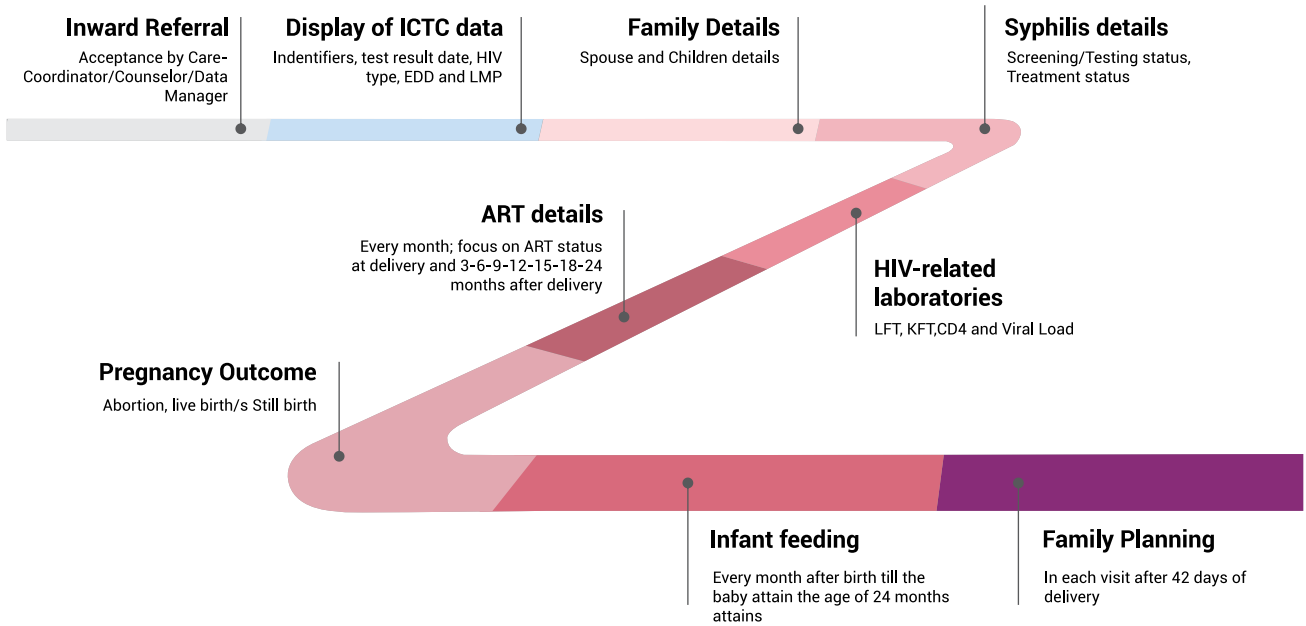 Inward Referral
Acceptance by Care-
Coordinator/Counselor/Data
Manager
Display of ICTC data
Indentifiers, test result date, HIV
type, EDD and LMP
Family Details
Spouse and Children details
Syphilis details
Screening/Testing status,
Treatment status
ART details
Every month; focus on ART status
at delivery and 3-6-9-12-15-18-24
months after delivery
HIV-related
laboratories
LFT, KFT,CD4 and Viral Load
Pregnancy Outcome
Abortion, live birth/s Still birth
Infant feeding
Every month after birth till the
baby attain the age of 24 months
attains
Family Planning
In each visit after 42 days of
delivery